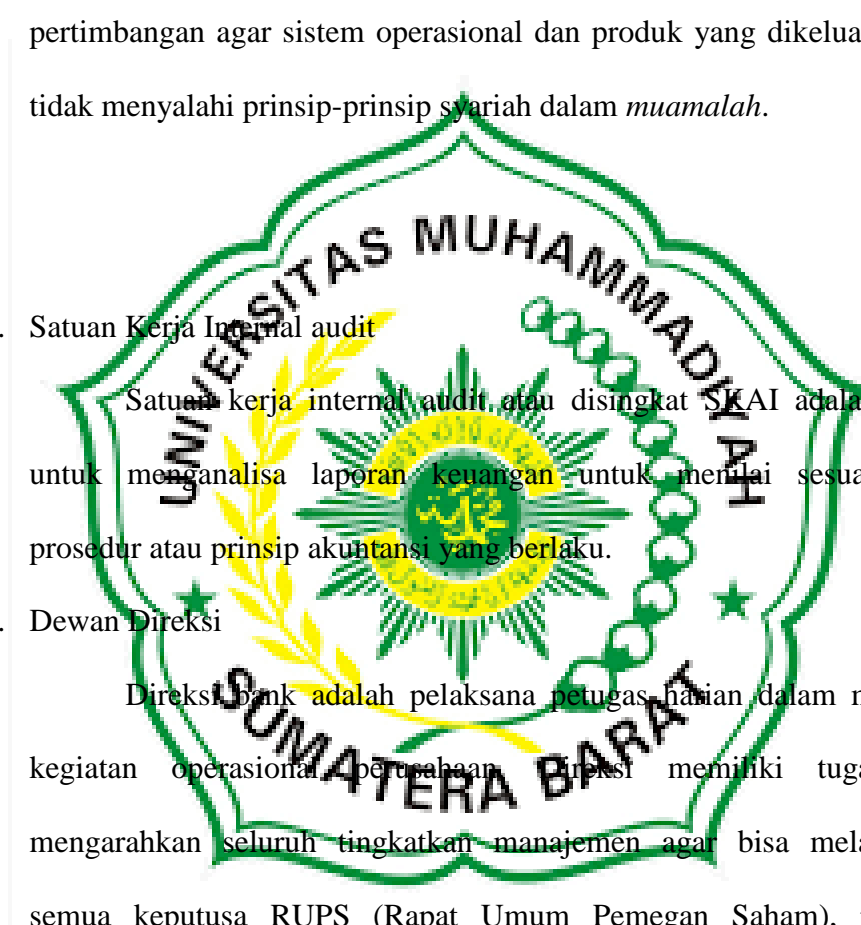 pertimbangan agar sistem operasional dan produk yang dikelua
tidak menyalahi prinsip-prinsip syariah dalam muamalah.
UNIVERSITAS MUHAMMADIYAH
. Satuan Kerja Internal audit
Satuan kerja internal audit atau disingkat SKAI adala
untuk menganalisa laporan keuangan untuk menilai sesua
prosedur atau prinsip akuntansi yang berlaku.
. Dewan Direksi
Direksi bank adalah pelaksana petugas harian dalam m
kegiatan operasional perusahaan. Direksi memiliki tuga
SUMATERA BARAT
mengarahkan seluruh tingkatkan manajemen agar bisa mela
semua keputusa RUPS (Rapat Umum Pemegan Saham),